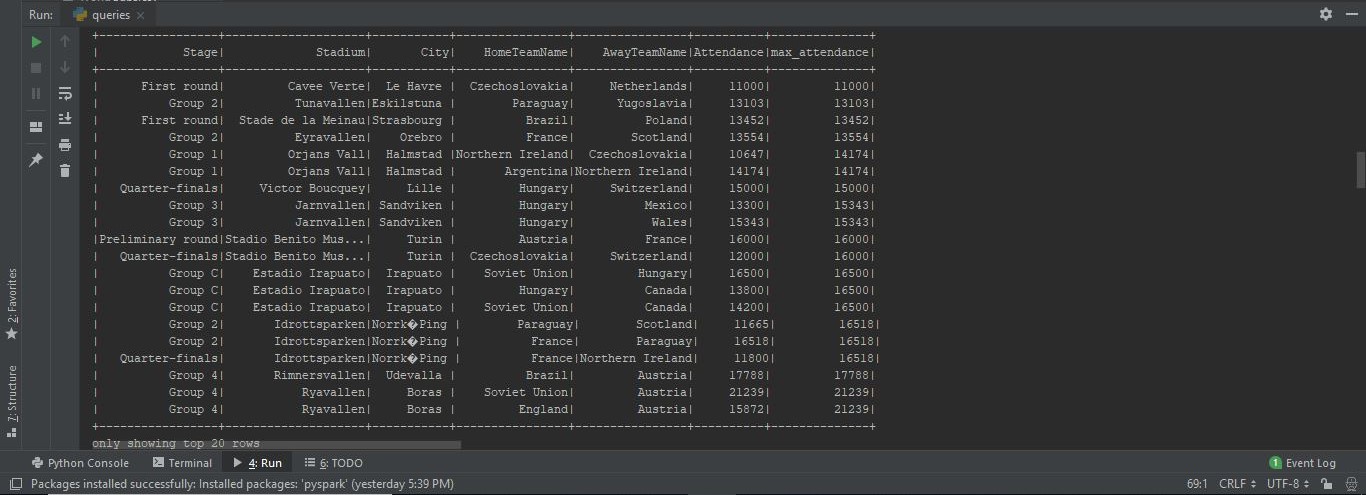 Run: queries ×
+----------------+--------------------+----------+----------------+----------------+----------+--------------+
|           Stage|             Stadium|      City|    HomeTeamName|    AwayTeamName|Attendance|max_attendance|
+----------------+--------------------+----------+----------------+----------------+----------+--------------+
|     First round|         Cavee Verte|  Le Havre |  Czechoslovakia|     Netherlands|     11000|         11000|
|         Group 2|          Tunavallen|Eskilstuna |        Paraguay|      Yugoslavia|     13103|         13103|
|     First round| Stade de la Meinau|Strasbourg |          Brazil|          Poland|     13452|         13452|
|         Group 2|          Eyravallen|    Orebro |          France|        Scotland|     13554|         13554|
|         Group 1|         Orjans Vall|  Halmstad |Northern Ireland|  Czechoslovakia|     10647|         14174|
|         Group 1|         Orjans Vall|  Halmstad |       Argentina|Northern Ireland|     14174|         14174|
|  Quarter-finals|     Victor Boucquey|     Lille |         Hungary|     Switzerland|     15000|         15000|
|         Group 3|          Jarnvallen| Sandviken |         Hungary|          Mexico|     13300|         15343|
|         Group 3|          Jarnvallen| Sandviken |         Hungary|           Wales|     15343|         15343|
|Preliminary round|Stadio Benito Mus...|     Turin |         Austria|          France|     16000|         16000|
|  Quarter-finals|Stadio Benito Mus...|     Turin |  Czechoslovakia|     Switzerland|     12000|         16000|
|         Group C|    Estadio Irapuato|  Irapuato |    Soviet Union|         Hungary|     16500|         16500|
|         Group C|    Estadio Irapuato|  Irapuato |         Hungary|          Canada|     13800|         16500|
|         Group C|    Estadio Irapuato|  Irapuato |    Soviet Union|          Canada|     14200|         16500|
|         Group 2|       Idrottsparken|Norrk�Ping |        Paraguay|        Scotland|     11665|         16518|
|         Group 2|       Idrottsparken|Norrk�Ping |          France|        Paraguay|     16518|         16518|
|  Quarter-finals|       Idrottsparken|Norrk�Ping |          France|Northern Ireland|     11800|         16518|
|         Group 4|       Rimnersvallen|  Udevalla |          Brazil|         Austria|     17788|         17788|
|         Group 4|           Ryavallen|     Boras |    Soviet Union|         Austria|     21239|         21239|
|         Group 4|           Ryavallen|     Boras |         England|         Austria|     15872|         21239|
+----------------+--------------------+----------+----------------+----------------+----------+--------------+
only showing top 20 rows
2: Favorites
7: Structure
Python Console Terminal 4: Run 6: TODO 1 Event Log
Packages installed successfully: Installed packages: 'pyspark' (yesterday 5:39 PM) 69:1 CRLF UTF-8